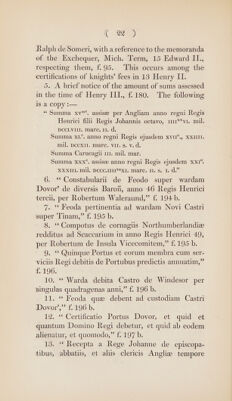 ( 22 )
Ralph de Someri, with a reference to the memoranda
of the Exchequer, Mich. Term, 15 Edward II.,
respecting them, f. 95. This occurs among the
certifications of knights' fees in 13 Henry II.
5. A brief notice of the amount of sums assessed
in the time of Henry III., f. 180. The following
is a copy :—
" Summa assisæ per Angliam anno regni Regis
Henrici filii Regis Johannis octavo, mil.
DCCLVIII. marc. II. d.
Summa XLᵉ. assisæ anno regni Regis ejusdem XVIIᵒ., XXIIII.
mil. DCCXII. marc. VII. s. V. d.
Summa Carucagii III. mil. mar.
Summa XXXᵉ. assisæ anno Regni Regis ejusdem XXIᵒ.
XXXIII. mil. marc. II. s. I. d."
6. " Constabularii de Feodo super wardam
Dovor' de diversis Baroñ, anno 46 Regis Henrici
tercii, per Robertum Waleraund," f. 194 b.
7. " Feoda pertinentia ad wardam Novi Castri
super Tinam," f. 195 b.
8. " Compotus de cornagiis Northumberlandiæ
redditus ad Scaccarium in anno Regis Henrici 49,
per Robertum de Insula Vicecomitem," f. 195 b.
9. " Quinque Portus et eorum membra cum ser-
viciis Regi debitis de Portubus predictis annuatim,"
f. 196.
10. " Warda debita Castro de Windesor per
singulas quadragenas anni," f. 196 b.
11. " Feoda quæ debent ad custodiam Castri
Dovor'," f. 196 b.
12. " Certificatio Portus Dovor, et quid et
quantum Domino Regi debetur, et quid ab eodem
alienatur, et quomodo," f. 197 b.
13. " Recepta a Rege Johanne de episcopa-
tibus, abbatiis, et aliis clericis Angliæ tempore